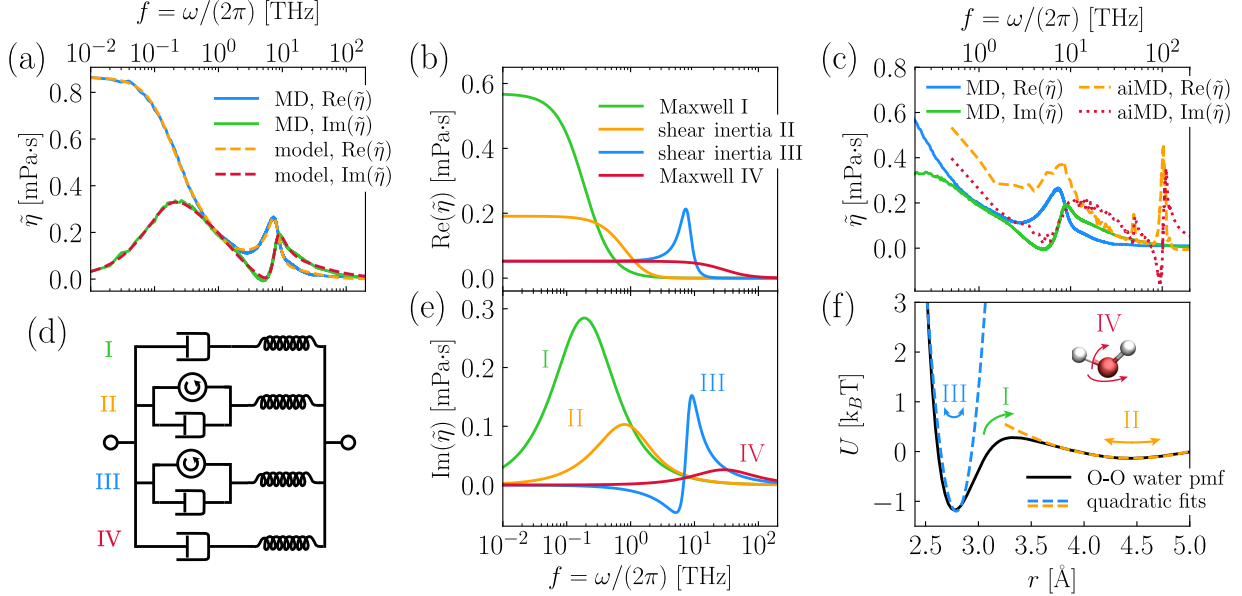 f = ω/(2π) [THz]
10⁻² 10⁻¹ 10⁰ 10¹ 10²
(a)
η̃ [mPa·s]
0.8
0.6
0.4
0.2
0.0
MD, Re(η̃)
MD, Im(η̃)
model, Re(η̃)
model, Im(η̃)
(b)
Re(η̃) [mPa·s]
0.6
0.4
0.2
0.0
Maxwell I
shear inertia II
shear inertia III
Maxwell IV
f = ω/(2π) [THz]
10⁰ 10¹ 10²
(c)
η̃ [mPa·s]
0.8
0.6
0.4
0.2
0.0
MD, Re(η̃)
MD, Im(η̃)
aiMD, Re(η̃)
aiMD, Im(η̃)
(d)
I
II
III
IV
(e)
Im(η̃) [mPa·s]
0.3
0.2
0.1
0.0
I
II
III
IV
10⁻² 10⁻¹ 10⁰ 10¹ 10²
f = ω/(2π) [THz]
(f)
U [k_BT]
3
2
1
0
−1
III
I
II
IV
O-O water pmf
quadratic fits
2.5 3.0 3.5 4.0 4.5 5.0
r [Å]